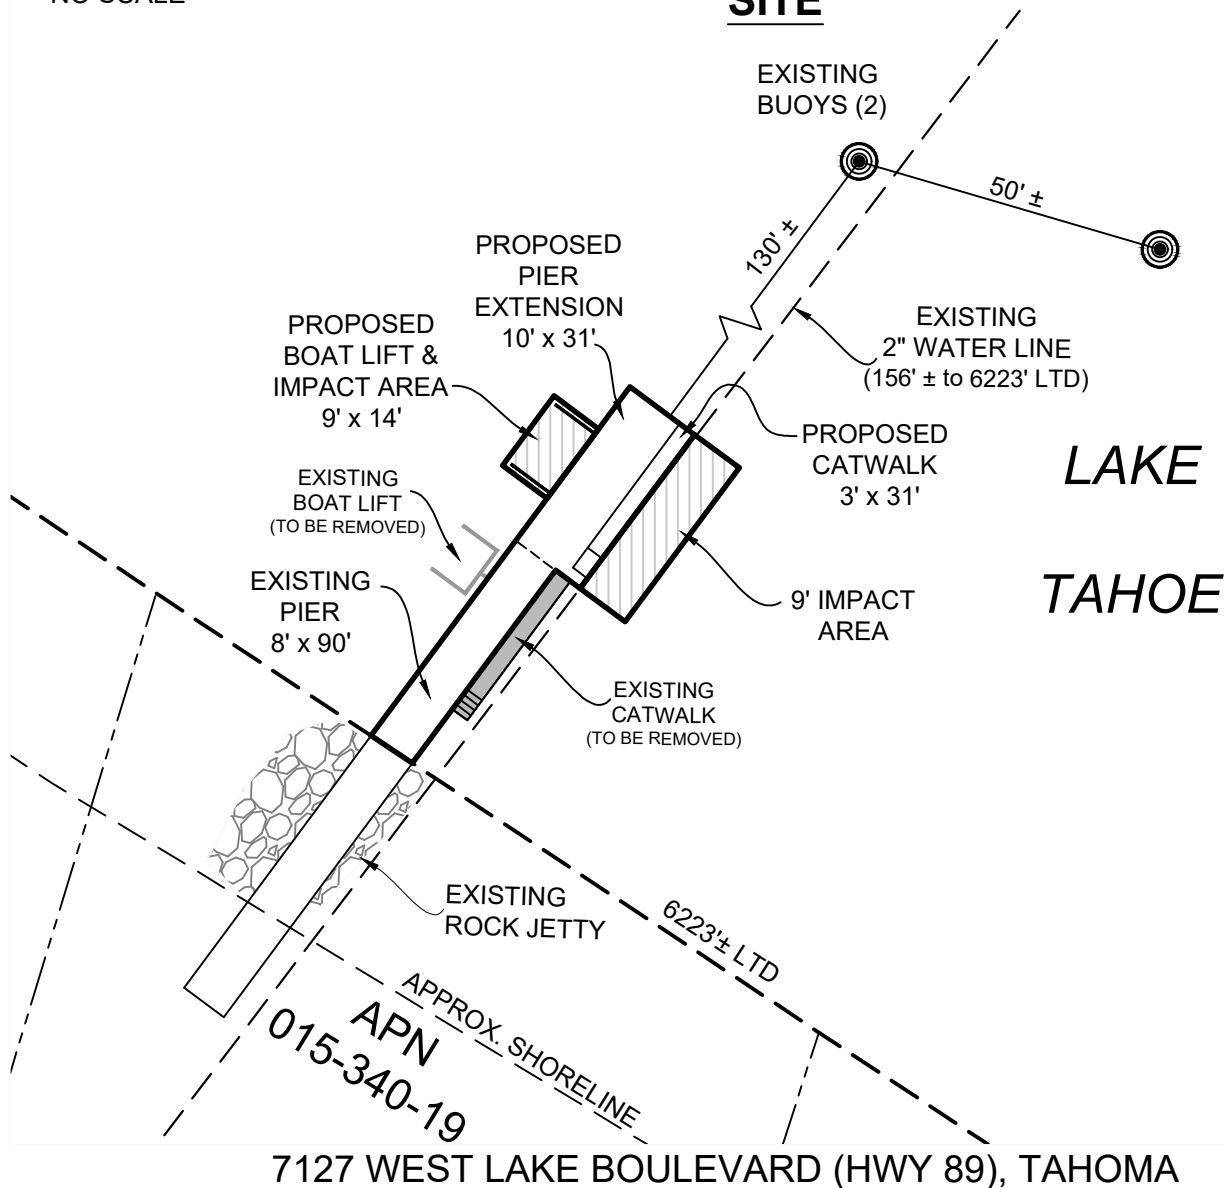 NO SCALE
SITE
EXISTING
BUOYS (2)
50' ±
130' ±
PROPOSED
PIER
EXTENSION
10' x 31'
PROPOSED
BOAT LIFT &
IMPACT AREA
9' x 14'
EXISTING
2" WATER LINE
(156' ± to 6223' LTD)
PROPOSED
CATWALK
3' x 31'
LAKE
TAHOE
EXISTING
BOAT LIFT
(TO BE REMOVED)
EXISTING
PIER
8' x 90'
9' IMPACT
AREA
EXISTING
CATWALK
(TO BE REMOVED)
EXISTING
ROCK JETTY
6223'± LTD
APPROX. SHORELINE
APN
015-340-19
7127 WEST LAKE BOULEVARD (HWY 89), TAHOMA